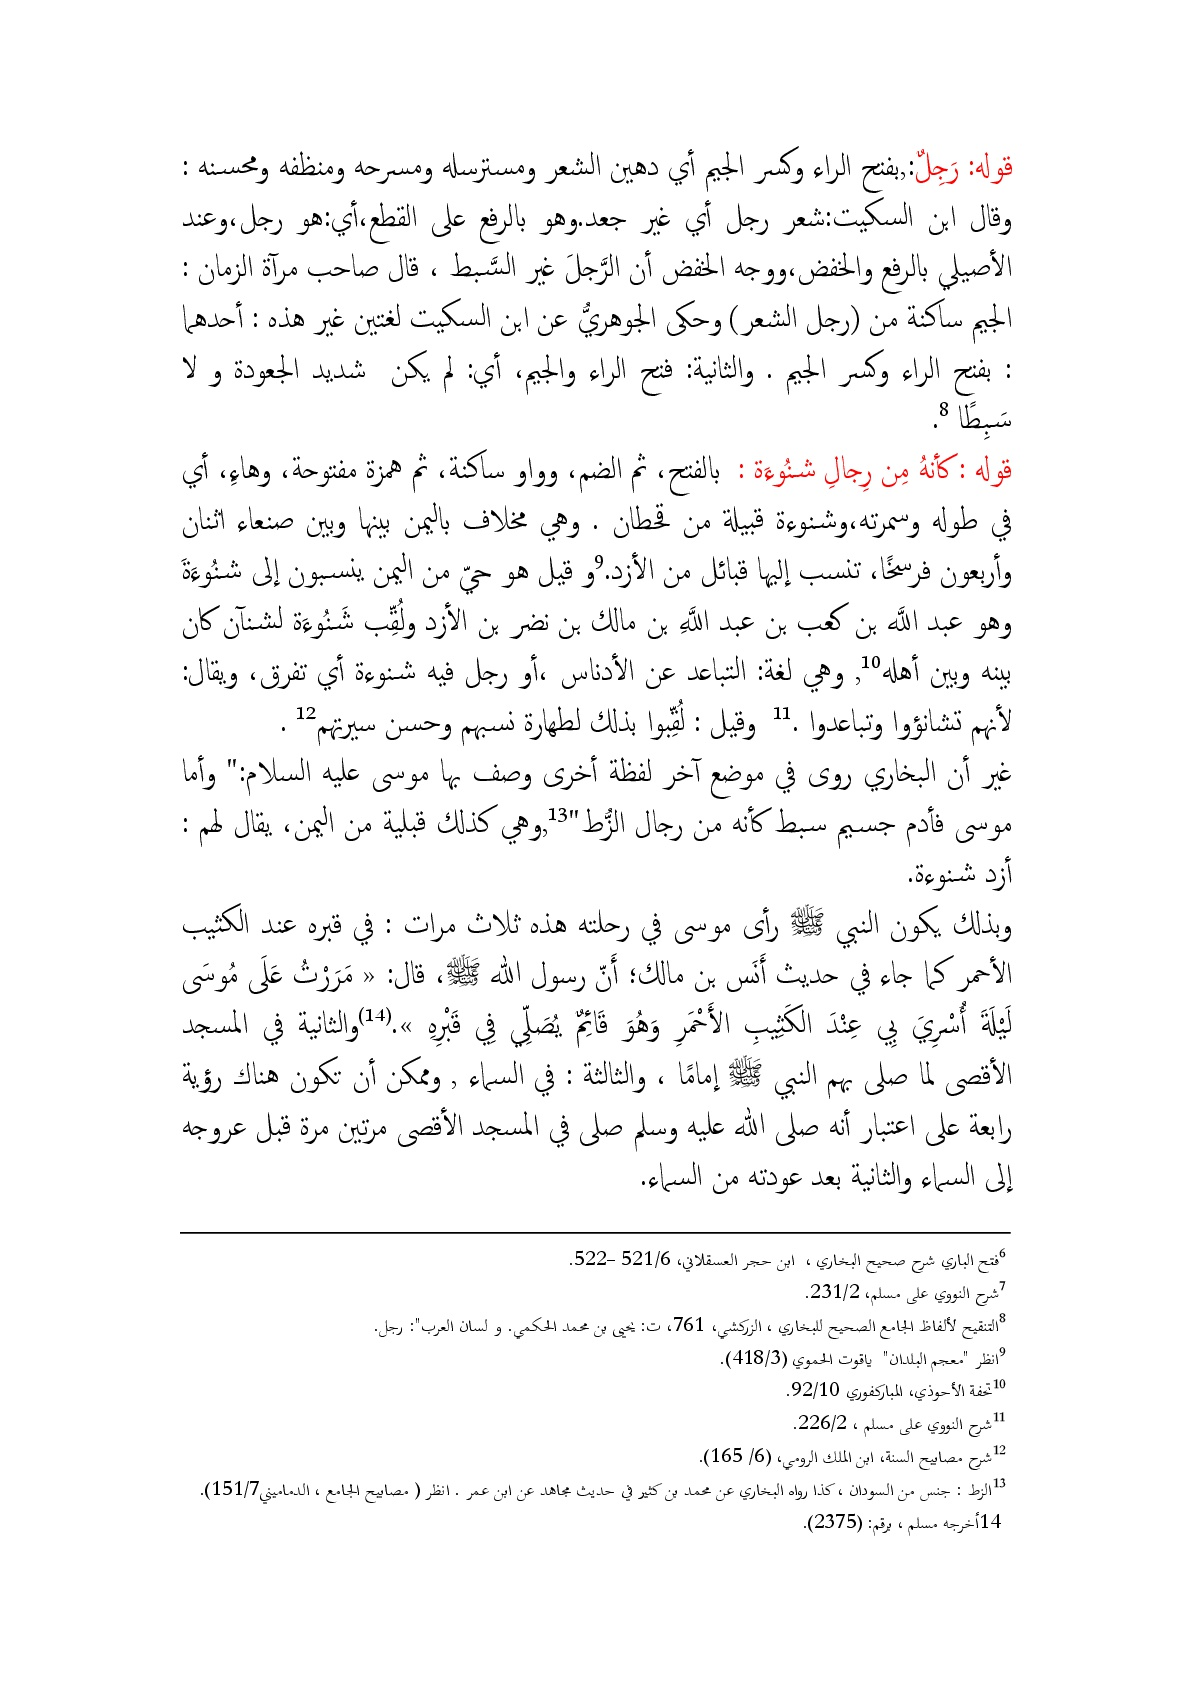 قوله: رَجِلٌ:,بفتح الراء وكسر الجيم أي دهين الشعر ومسترسله ومسرحه ومنظفه ومحسنه :
وقال ابن السكيت:شعر رجل أي غير جعد.وهو بالرفع على القطع،أي:هو رجل،وعند
الأصيلي بالرفع والخفض،ووجه الخفض أن الرَّجلَ غير السَّبط ، قال صاحب مرآة الزمان :
الجيم ساكنة من (رجل الشعر) وحكى الجوهريُّ عن ابن السكيت لغتين غير هذه : أحدهما
: بفتح الراء وكسر الجيم . والثانية: فتح الراء والجيم، أي: لم يكن شديد الجعودة و لا
سَبِطًا 8.
قوله : كأنهُ مِن رِجالِ شنُوءَة : بالفتح، ثم الضم، وواو ساكنة، ثم همزة مفتوحة، وهاءِ، أي
في طوله وسمرته،وشنوءة قبيلة من قحطان . وهي مخلاف باليمن بينها وبين صنعاء اثنان
وأربعون فرسخًا، تنسب إليها قبائل من الأزد.9و قيل هو حيّ من اليمن ينسبون إلى شنُوءَةَ
وهو عبد الله بن كعب بن عبد اللَّهِ بن مالك بن نضر بن الأزد ولُقِّب شَنُوءَة لشنآن كان
بينه وبين أهله10, وهي لغة: التباعد عن الأدناس ،أو رجل فيه شنوءة أي تفرق، ويقال:
لأنهم تشانؤوا وتباعدوا .11 وقيل : لُقِّبوا بذلك لطهارة نسبهم وحسن سيرتهم12 .
غير أن البخاري روى في موضع آخر لفظة أخرى وصف بها موسى عليه السلام:" وأما
موسى فأدم جسيم سبط كأنه من رجال الزُّط"13,وهي كذلك قبلية من اليمن، يقال لهم :
أزد شنوءة.
وبذلك يكون النبي ﷺ رأى موسى في رحلته هذه ثلاث مرات : في قبره عند الكثيب
الأحمر كما جاء في حديث أَنَس بن مالك؛ أَنّ رسول الله ﷺ، قال: « مَرَرْتُ عَلَى مُوسَى
لَيْلَةَ أُسْرِيَ بِي عِنْدَ الكَثِيبِ الأَحْمَرِ وَهُوَ قَائِمٌ يُصَلِّي فِي قَبْرِهِ ».(14)والثانية في المسجد
الأقصى لما صلى بهم النبي ﷺ إمامًا ، والثالثة : في السماء , ويمكن أن تكون هناك رؤية
رابعة على اعتبار أنه صلى الله عليه وسلم صلى في المسجد الأقصى مرتين مرة قبل عروجه
إلى السماء والثانية بعد عودته من السماء.
6فتح الباري شرح صحيح البخاري ، ابن حجر العسقلاني، 521/6 –522.
7شرح النووي على مسلم، 231/2.
8التنقيح لألفاظ الجامع الصحيح للبخاري ، الزركشي، 761، ت: يحيى بن محمد الحكمي. و لسان العرب": رجل.
9انظر "معجم البلدان" ياقوت الحموي (418/3).
10تحفة الأحوذي، المباركفوري 92/10.
11شرح النووي على مسلم ، 226/2.
12شرح مصابيح السنة، ابن الملك الرومي، (6/ 165).
13الزط : جنس من السودان ، كذا رواه البخاري عن محمد بن كثير في حديث مجاهد عن ابن عمر . انظر ( مصابيح الجامع ، الدماميني151/7).
14أخرجه مسلم ، برقم: (2375).